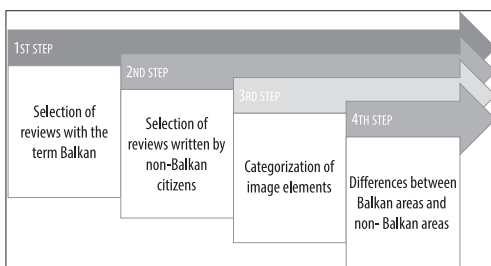 1ST STEP
Selection of
reviews with the
term Balkan
2ND STEP
Selection of
reviews written by
non-Balkan
citizens
3RD STEP
Categorization of
image elements
4TH STEP
Differences between
Balkan areas and
non- Balkan areas